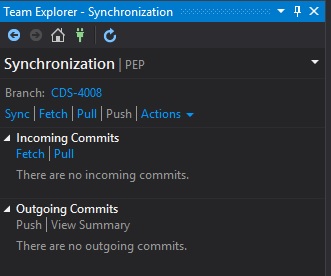 Team Explorer - Synchronization
Synchronization | PEP
Branch: CDS-4008
Sync | Fetch | Pull | Push | Actions
Incoming Commits
Fetch | Pull
There are no incoming commits.
Outgoing Commits
Push | View Summary
There are no outgoing commits.